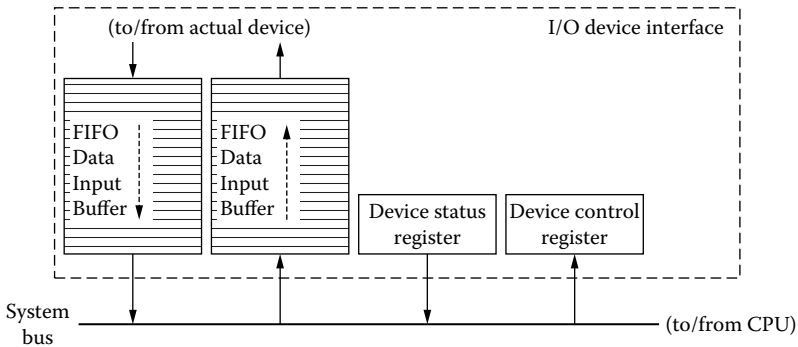 (to/from actual device)
I/O device interface
FIFO
Data
Input
Buffer
FIFO
Data
Input
Buffer
Device status
register
Device control
register
System
bus
(to/from CPU)